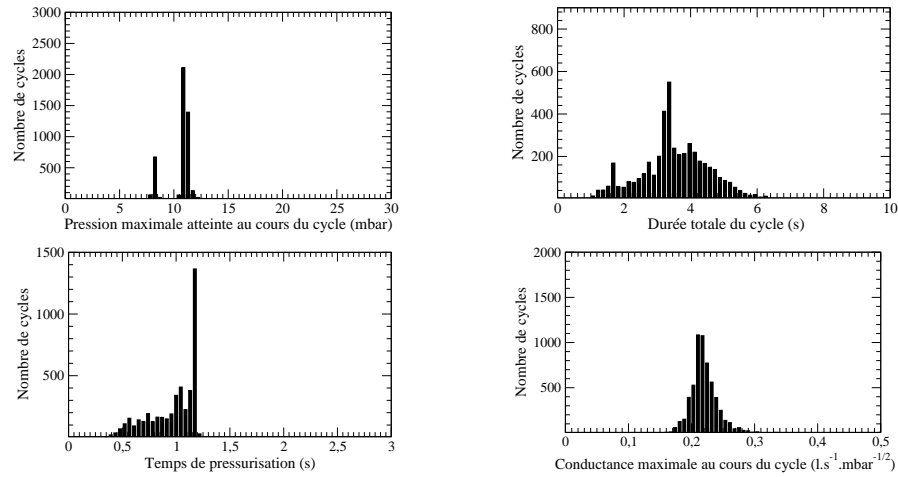 3000
2500
2000
1500
1000
500
0 5 10 15 20 25 30
Nombre de cycles
Pression maximale atteinte au cours du cycle (mbar)
800
600
400
200
0 2 4 6 8 10
Nombre de cycles
Durée totale du cycle (s)
1500
1000
500
0 0,5 1 1,5 2 2,5 3
Nombre de cycles
Temps de pressurisation (s)
2000
1500
1000
500
0 0,1 0,2 0,3 0,4 0,5
Nombre de cycles
Conductance maximale au cours du cycle (l.s⁻¹.mbar⁻¹/²)